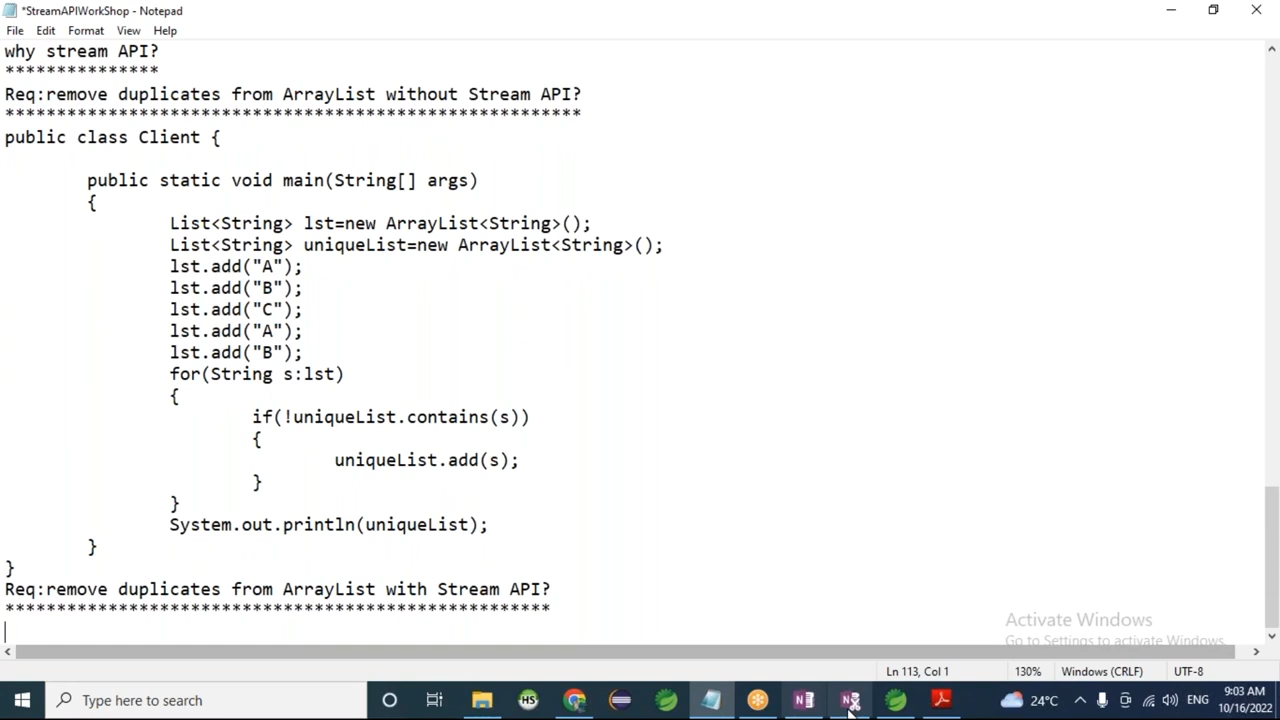 *StreamAPIWorkShop - Notepad
File Edit Format View Help
why stream API?
***************
Req:remove duplicates from ArrayList without Stream API?
********************************************************
public class Client {
public static void main(String[] args)
{
List<String> lst=new ArrayList<String>();
List<String> uniqueList=new ArrayList<String>();
lst.add("A");
lst.add("B");
lst.add("C");
lst.add("A");
lst.add("B");
for(String s:lst)
{
if(!uniqueList.contains(s))
{
uniqueList.add(s);
}
}
System.out.println(uniqueList);
}
}
Req:remove duplicates from ArrayList with Stream API?
*****************************************************
Activate Windows
Go to Settings to activate Windows.
Ln 113, Col 1 130% Windows (CRLF) UTF-8
Type here to search HS N N 24°C ENG 9:03 AM
10/16/2022